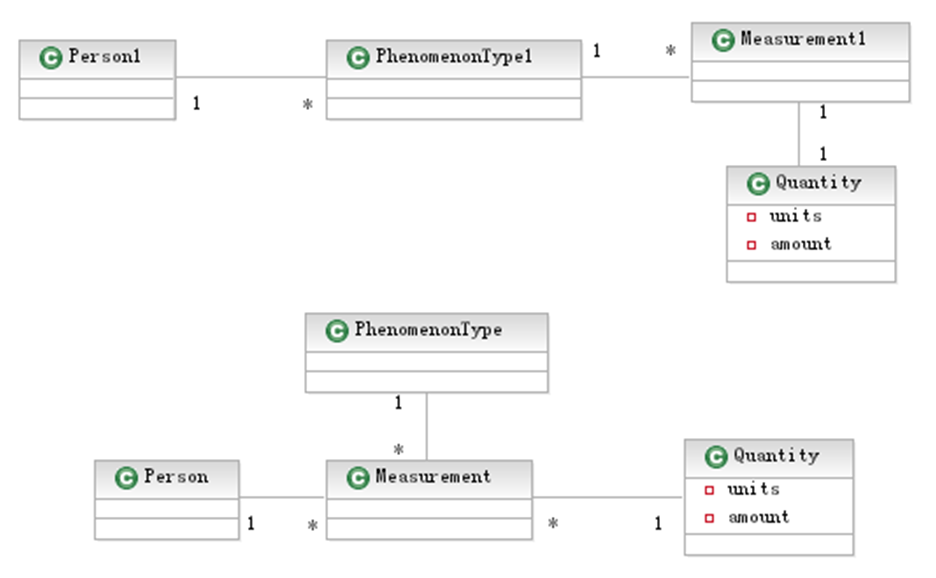 C Person1
C PhenomenonType1
1 *
C Measurement1
1 *
1
1
C Quantity
units
amount
C PhenomenonType
1
*
C Person
C Measurement
C Quantity
units
amount
1 *
* 1